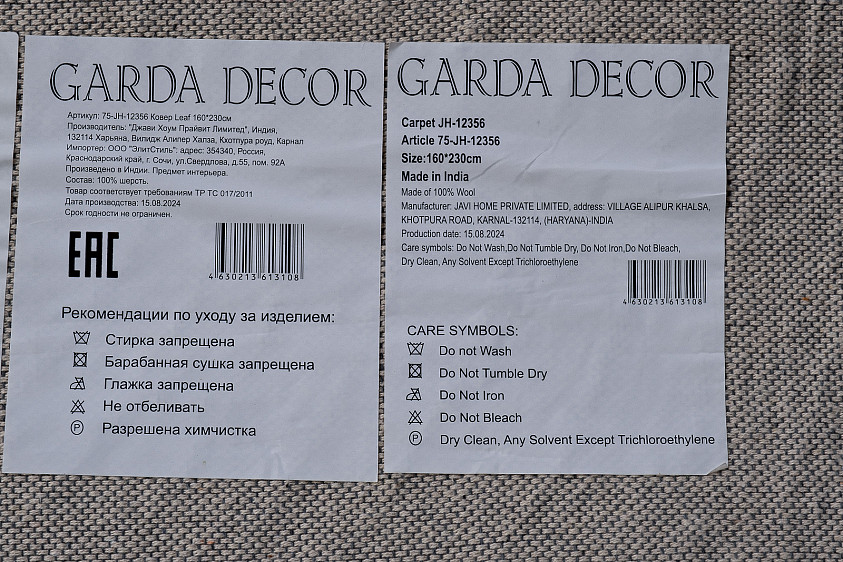 GARDA DECOR
Артикул: 75-JH-12356 Ковер Leaf 160*230см
Производитель: "Джави Хоум Прайвит Лимитед", Индия,
132114 Харьяна, Вилидж Алипер Халза, Кхотпура роуд, Карнал
Импортер: ООО "ЭлитСтиль": адрес: 354340, Россия,
Краснодарский край, г. Сочи, ул.Свердлова, д.55, пом. 92А
Произведено в Индии. Предмет интерьера.
Состав: 100% шерсть.
Товар соответствует требованиям ТР ТС 017/2011
Дата производства: 15.08.2024
Срок годности не ограничен.
EAC
4 630213 613108
Рекомендации по уходу за изделием:
Стирка запрещена
Барабанная сушка запрещена
Глажка запрещена
Не отбеливать
P Разрешена химчистка
GARDA DECOR
Carpet JH-12356
Article 75-JH-12356
Size:160*230cm
Made in India
Made of 100% Wool
Manufacturer: JAVI HOME PRIVATE LIMITED, address: VILLAGE ALIPUR KHALSA,
KHOTPURA ROAD, KARNAL-132114, (HARYANA)-INDIA
Production date: 15.08.2024
Care symbols: Do Not Wash,Do Not Tumble Dry, Do Not Iron,Do Not Bleach,
Dry Clean, Any Solvent Except Trichloroethylene
4 630213 613108
CARE SYMBOLS:
Do not Wash
Do Not Tumble Dry
Do Not Iron
Do Not Bleach
P Dry Clean, Any Solvent Except Trichloroethylene